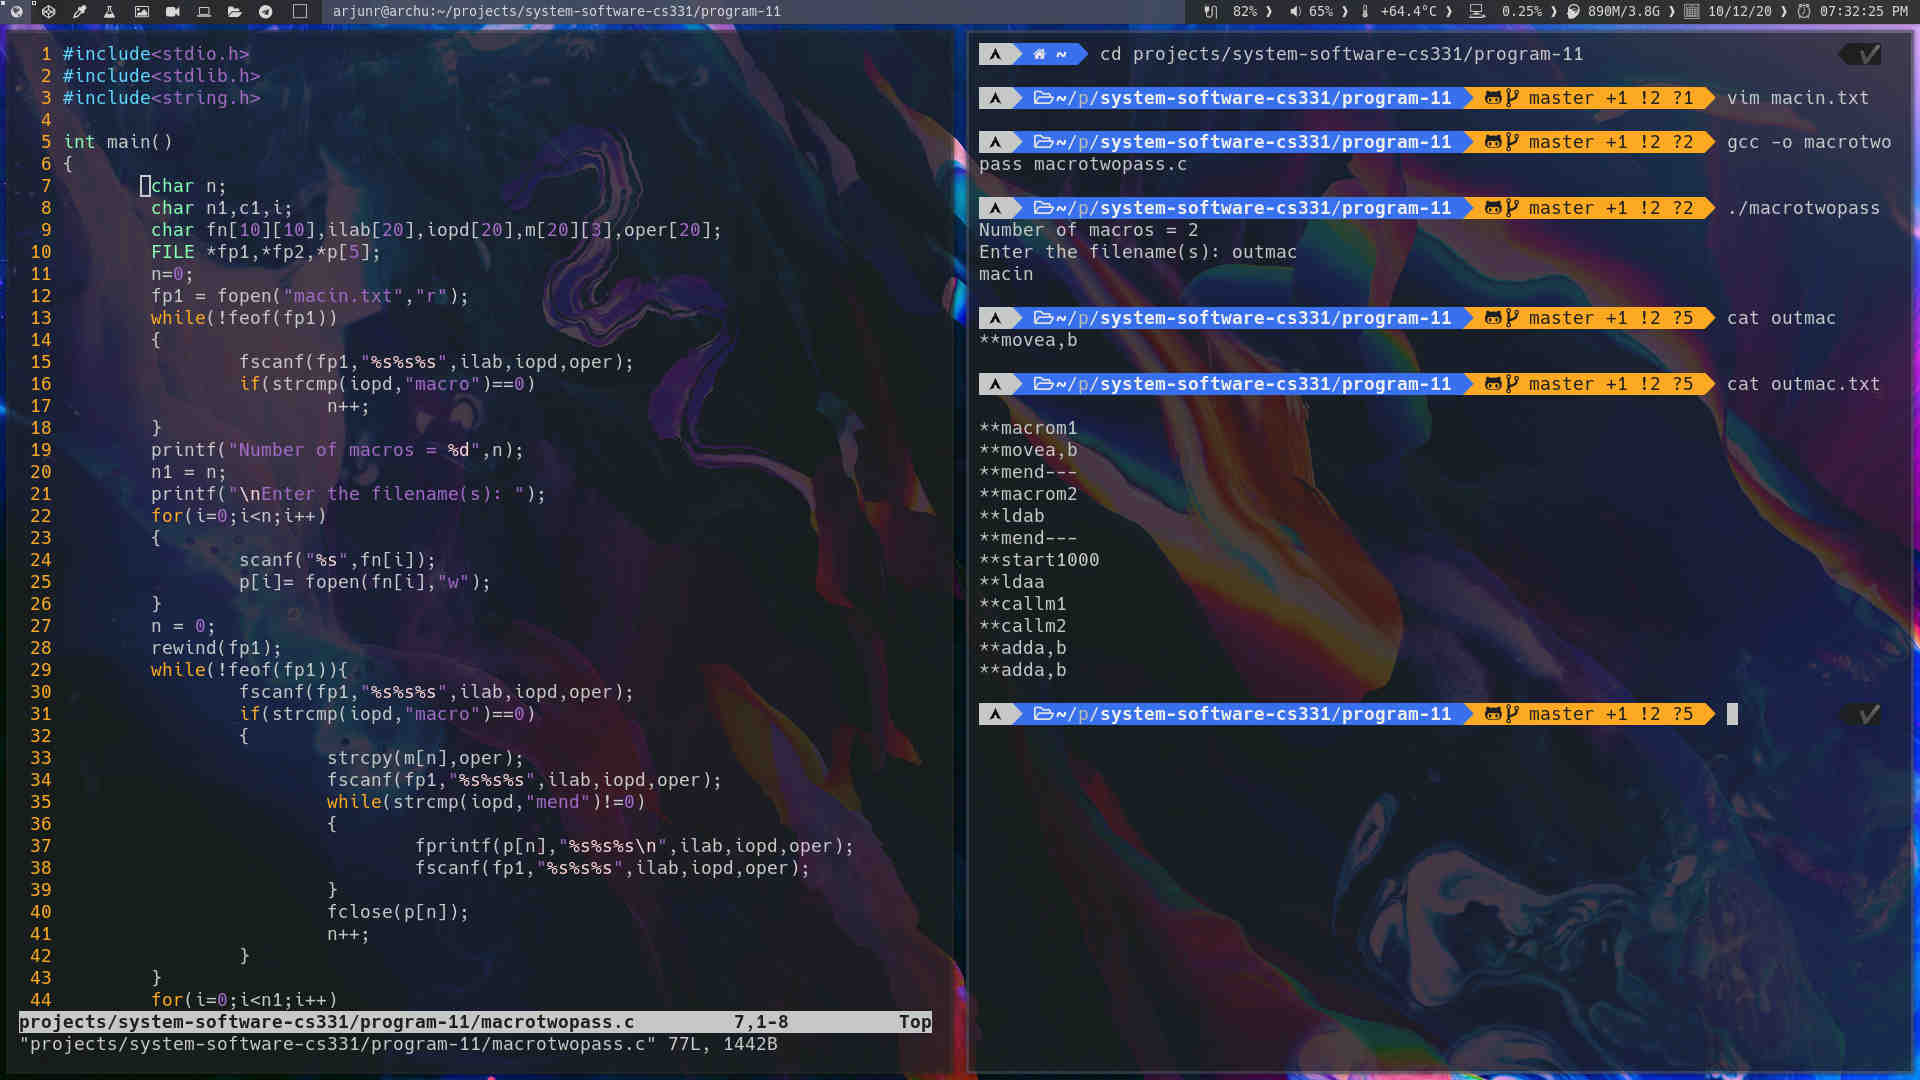 arjunr@archu:~/projects/system-software-cs331/program-11
82% ❯ 65% ❯ +64.4°C ❯ 0.25% ❯ 890M/3.8G ❯ 10/12/20 ❯ 07:32:25 PM
1 #include<stdio.h>
2 #include<stdlib.h>
3 #include<string.h>
4
5 int main()
6 {
7         char n;
8         char n1,c1,i;
9         char fn[10][10],ilab[20],iopd[20],m[20][3],oper[20];
10         FILE *fp1,*fp2,*p[5];
11         n=0;
12         fp1 = fopen("macin.txt","r");
13         while(!feof(fp1))
14         {
15                 fscanf(fp1,"%s%s%s",ilab,iopd,oper);
16                 if(strcmp(iopd,"macro")==0)
17                         n++;
18         }
19         printf("Number of macros = %d",n);
20         n1 = n;
21         printf("\nEnter the filename(s): ");
22         for(i=0;i<n;i++)
23         {
24                 scanf("%s",fn[i]);
25                 p[i]= fopen(fn[i],"w");
26         }
27         n = 0;
28         rewind(fp1);
29         while(!feof(fp1)){
30                 fscanf(fp1,"%s%s%s",ilab,iopd,oper);
31                 if(strcmp(iopd,"macro")==0)
32                 {
33                         strcpy(m[n],oper);
34                         fscanf(fp1,"%s%s%s",ilab,iopd,oper);
35                         while(strcmp(iopd,"mend")!=0)
36                         {
37                                 fprintf(p[n],"%s%s%s\n",ilab,iopd,oper);
38                                 fscanf(fp1,"%s%s%s",ilab,iopd,oper);
39                         }
40                         fclose(p[n]);
41                         n++;
42                 }
43         }
44         for(i=0;i<n1;i++)
projects/system-software-cs331/program-11/macrotwopass.c 7,1-8 Top
"projects/system-software-cs331/program-11/macrotwopass.c" 77L, 1442B
~ cd projects/system-software-cs331/program-11
~/p/system-software-cs331/program-11 master +1 !2 ?1 vim macin.txt
~/p/system-software-cs331/program-11 master +1 !2 ?2 gcc -o macrotwo
pass macrotwopass.c
~/p/system-software-cs331/program-11 master +1 !2 ?2 ./macrotwopass
Number of macros = 2
Enter the filename(s): outmac
macin
~/p/system-software-cs331/program-11 master +1 !2 ?5 cat outmac
**movea,b
~/p/system-software-cs331/program-11 master +1 !2 ?5 cat outmac.txt
**macrom1
**movea,b
**mend---
**macrom2
**ldab
**mend---
**start1000
**ldaa
**callm1
**callm2
**adda,b
**adda,b
~/p/system-software-cs331/program-11 master +1 !2 ?5